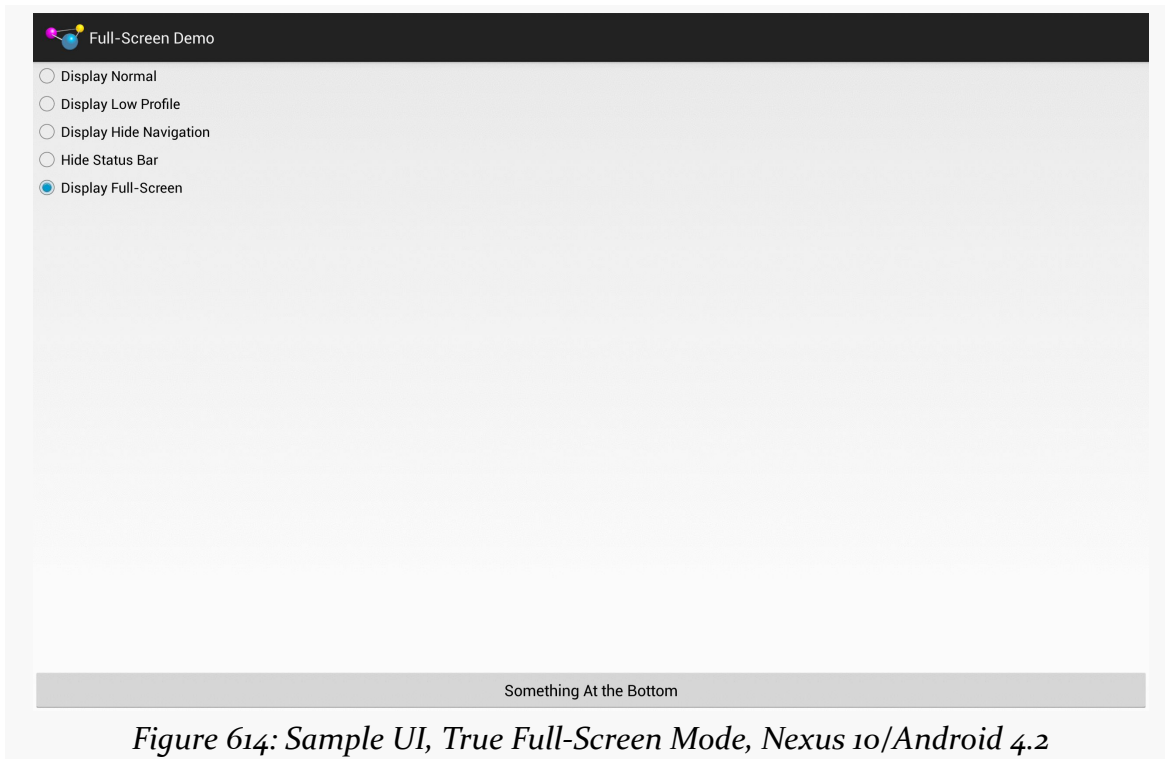 Full-Screen Demo
Display Normal
Display Low Profile
Display Hide Navigation
Hide Status Bar
Display Full-Screen
Something At the Bottom
Figure 614: Sample UI, True Full-Screen Mode, Nexus 10/Android 4.2